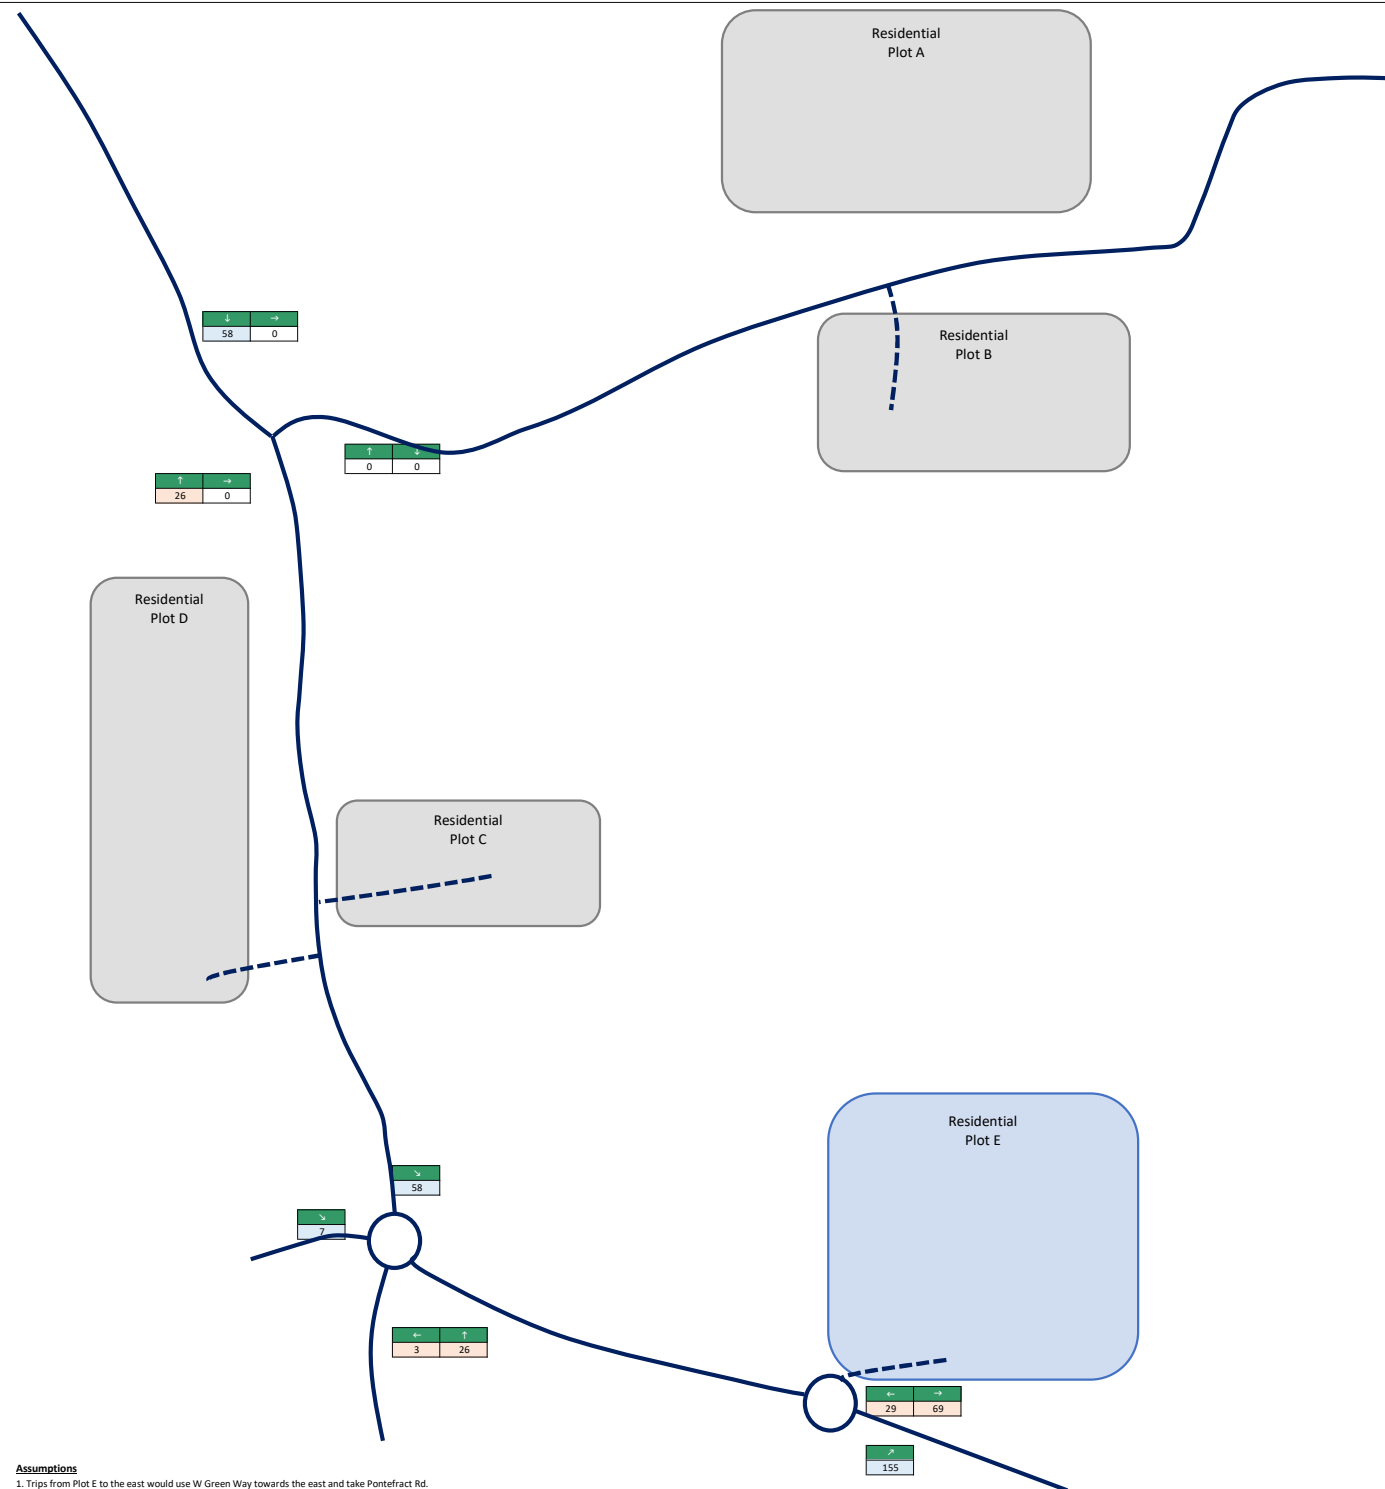 Residential
Plot A
↓ →
58 0
Residential
Plot B
↑ ↓
0 0
↑ →
26 0
Residential
Plot D
Residential
Plot C
Residential
Plot E
↘
58
↘
7
← ↑
3 26
← →
29 69
↗
155
Assumptions
1. Trips from Plot E to the east would use W Green Way towards the east and take Pontefract Rd.